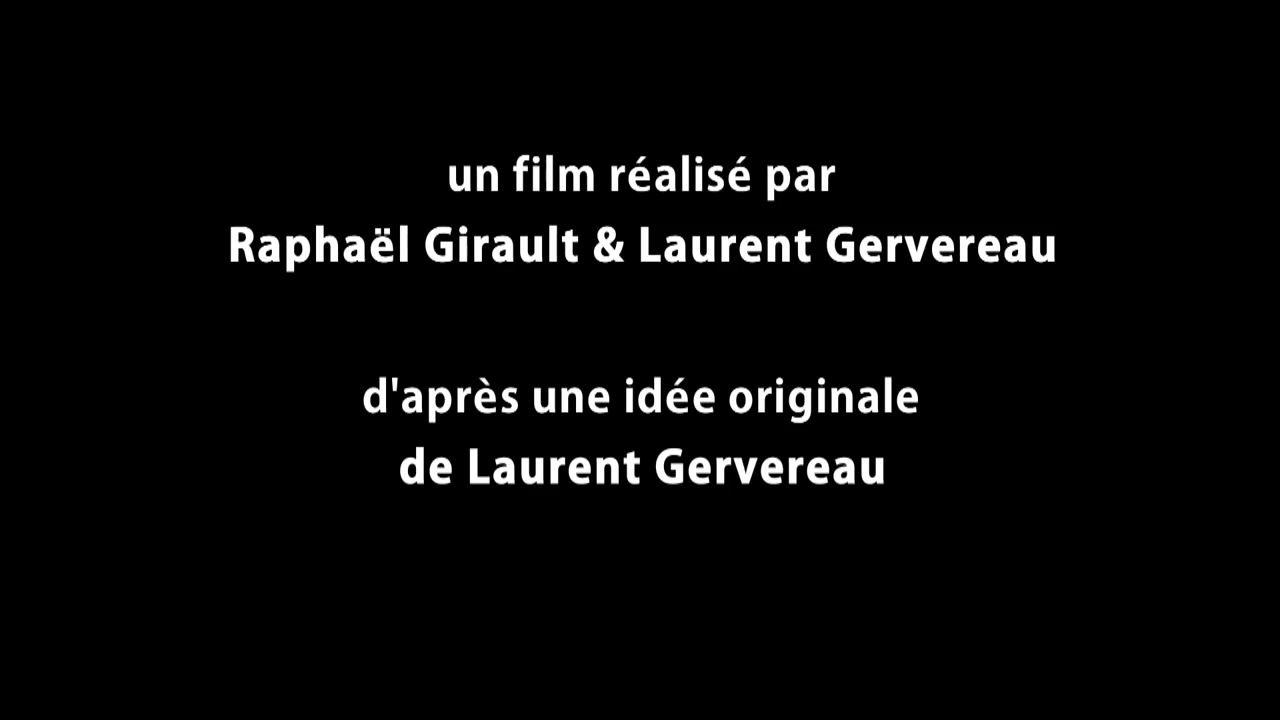 un film réalisé par
Raphaël Girault & Laurent Gervereau
d'après une idée originale
de Laurent Gervereau